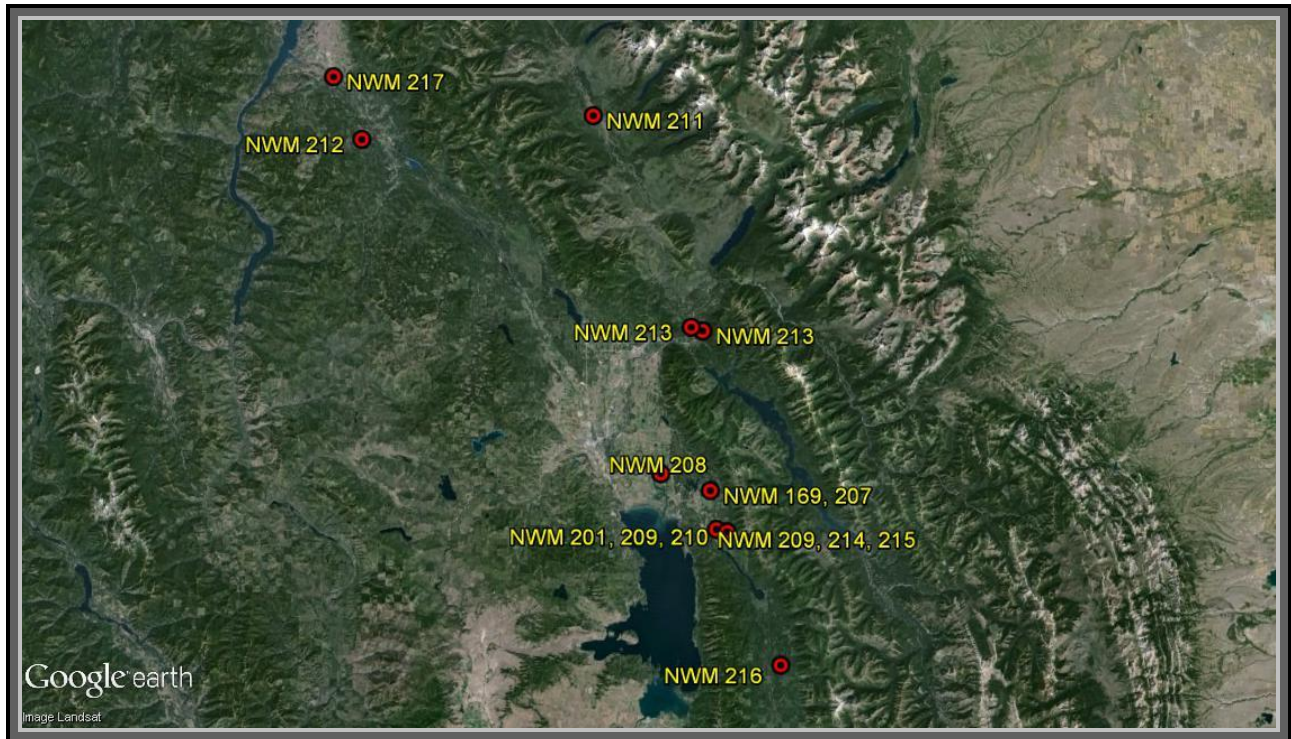 NWM 217
NWM 211
NWM 212
NWM 213
NWM 213
NWM 208
NWM 169, 207
NWM 201, 209, 210
NWM 209, 214, 215
NWM 216
Google earth
Image Landsat